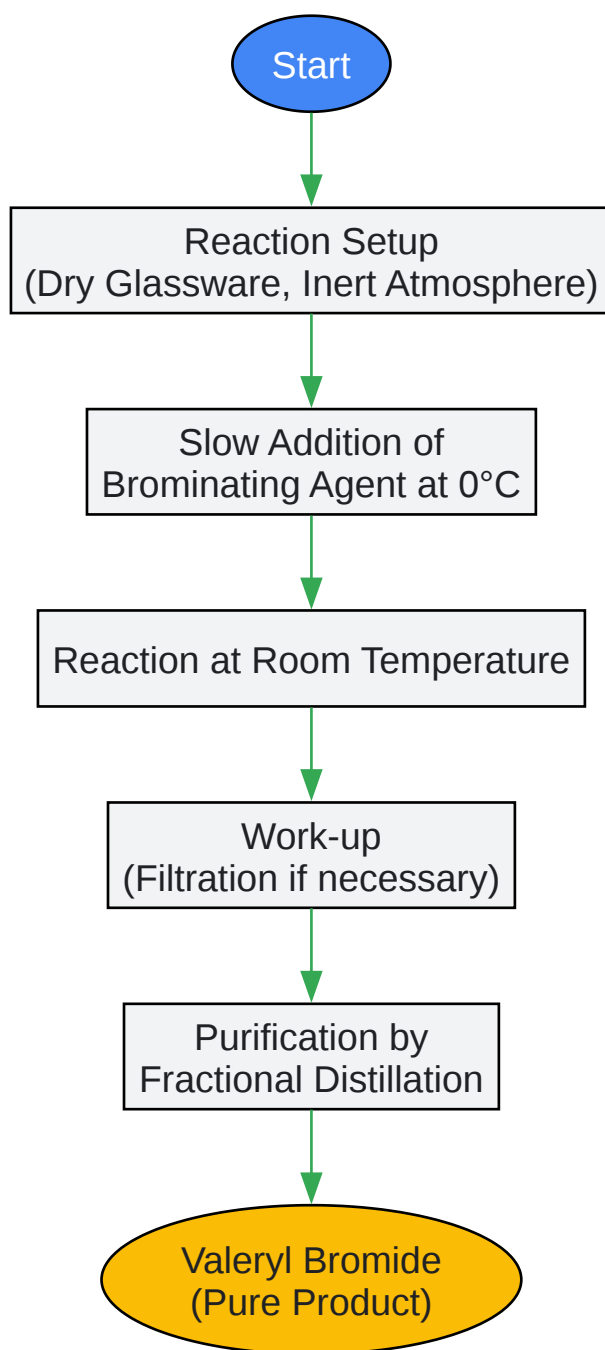 Start
Reaction Setup
(Dry Glassware, Inert Atmosphere)
Slow Addition of
Brominating Agent at 0°C
Reaction at Room Temperature
Work-up
(Filtration if necessary)
Purification by
Fractional Distillation
Valeryl Bromide
(Pure Product)